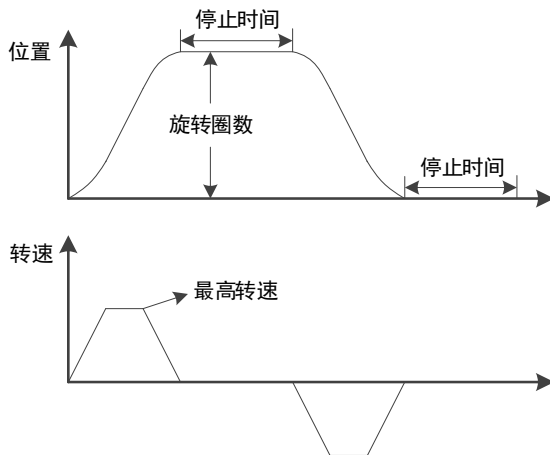 停止时间
位置
旋转圈数
停止时间
转速
最高转速